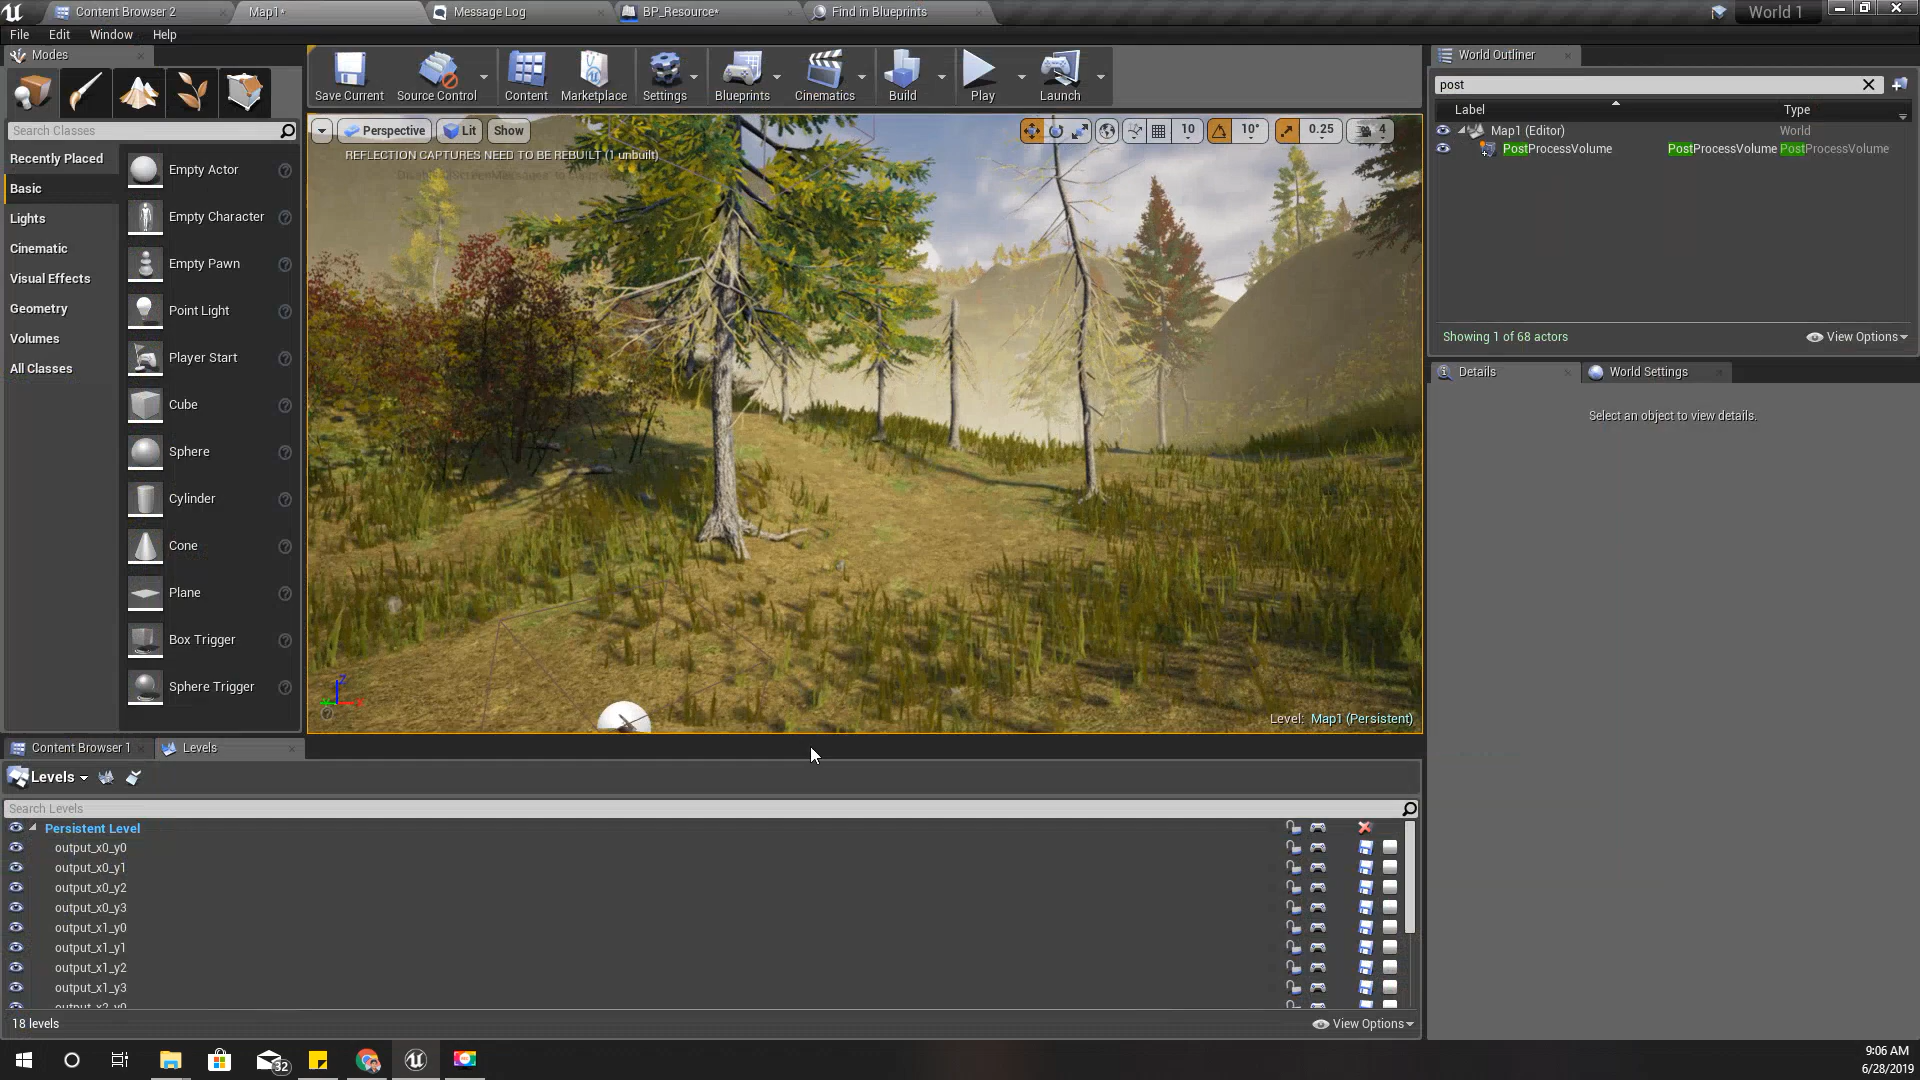 Content Browser 2
Map1*
Message Log
BP_Resource*
Find in Blueprints
World 1
File
Edit
Window
Help
Modes
Search Classes
Recently Placed
Basic
Lights
Cinematic
Visual Effects
Geometry
Volumes
All Classes
Empty Actor
Empty Character
Empty Pawn
Point Light
Player Start
Cube
Sphere
Cylinder
Cone
Plane
Box Trigger
Sphere Trigger
Save Current
Source Control
Content
Marketplace
Settings
Blueprints
Cinematics
Build
Play
Launch
Perspective
Lit
Show
10
10°
0.25
4
REFLECTION CAPTURES NEED TO BE REBUILT (1 unbuilt)
Level: Map1 (Persistent)
World Outliner
post
Label
Type
Map1 (Editor)
World
PostProcessVolume
PostProcessVolume
PostProcessVolume
Showing 1 of 68 actors
View Options
Details
World Settings
Select an object to view details.
Content Browser 1
Levels
Levels
Search Levels
Persistent Level
output_x0_y0
output_x0_y1
output_x0_y2
output_x0_y3
output_x1_y0
output_x1_y1
output_x1_y2
output_x1_y3
output_x2_y0
18 levels
View Options
32
9:06 AM
6/28/2019